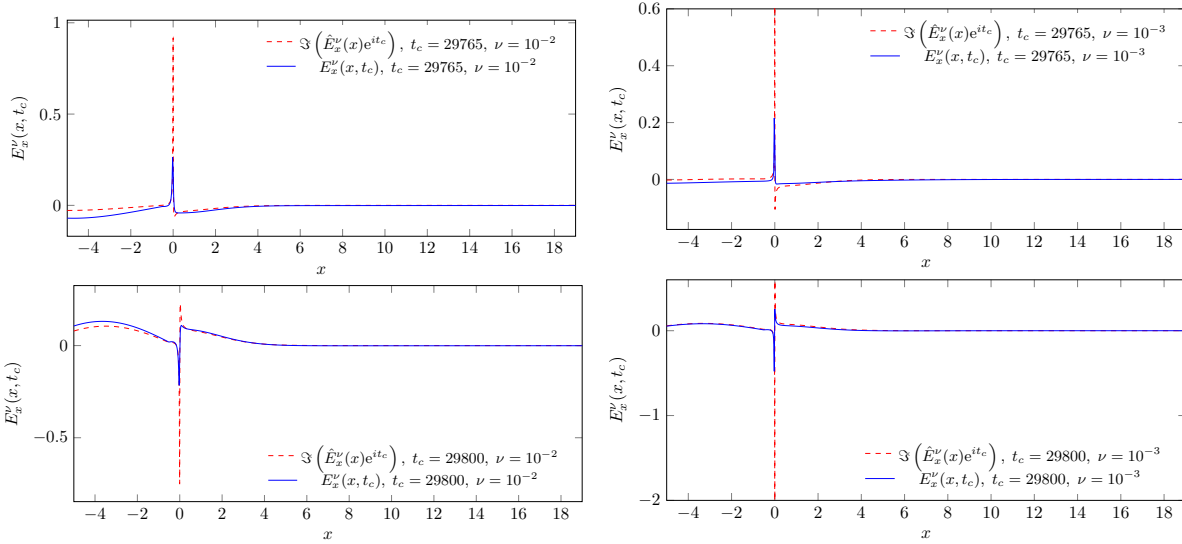 1
0.5
0
E_x^ν(x, t_c)
ℑ(Ê_x^ν(x)e^{it_c}), t_c = 29765, ν = 10^{-2}
E_x^ν(x, t_c), t_c = 29765, ν = 10^{-2}
−4 −2 0 2 4 6 8 10 12 14 16 18
x
0.6
0.4
0.2
0
E_x^ν(x, t_c)
ℑ(Ê_x^ν(x)e^{it_c}), t_c = 29765, ν = 10^{-3}
E_x^ν(x, t_c), t_c = 29765, ν = 10^{-3}
−4 −2 0 2 4 6 8 10 12 14 16 18
x
0
−0.5
E_x^ν(x, t_c)
ℑ(Ê_x^ν(x)e^{it_c}), t_c = 29800, ν = 10^{-2}
E_x^ν(x, t_c), t_c = 29800, ν = 10^{-2}
−4 −2 0 2 4 6 8 10 12 14 16 18
x
0
−1
−2
E_x^ν(x, t_c)
ℑ(Ê_x^ν(x)e^{it_c}), t_c = 29800, ν = 10^{-3}
E_x^ν(x, t_c), t_c = 29800, ν = 10^{-3}
−4 −2 0 2 4 6 8 10 12 14 16 18
x